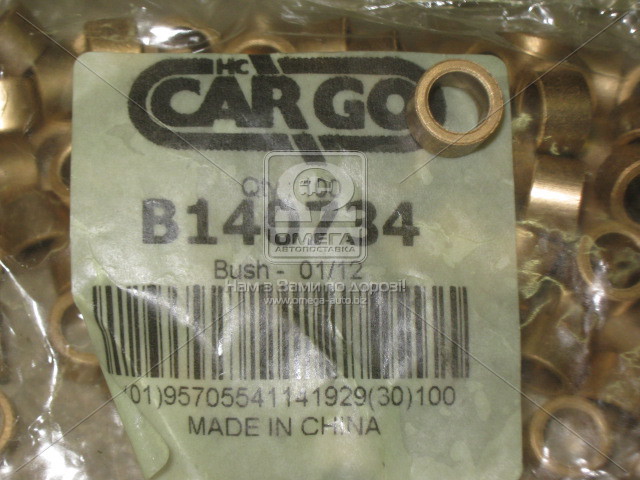 HC
CARGO
Qty 100
B140734
Bush - 01/12
ОМЕГА
АВТОПОСТАВКА
Нам з Вами по дорозі!
www.omega-auto.biz
(01)95705541141929(30)100
MADE IN CHINA